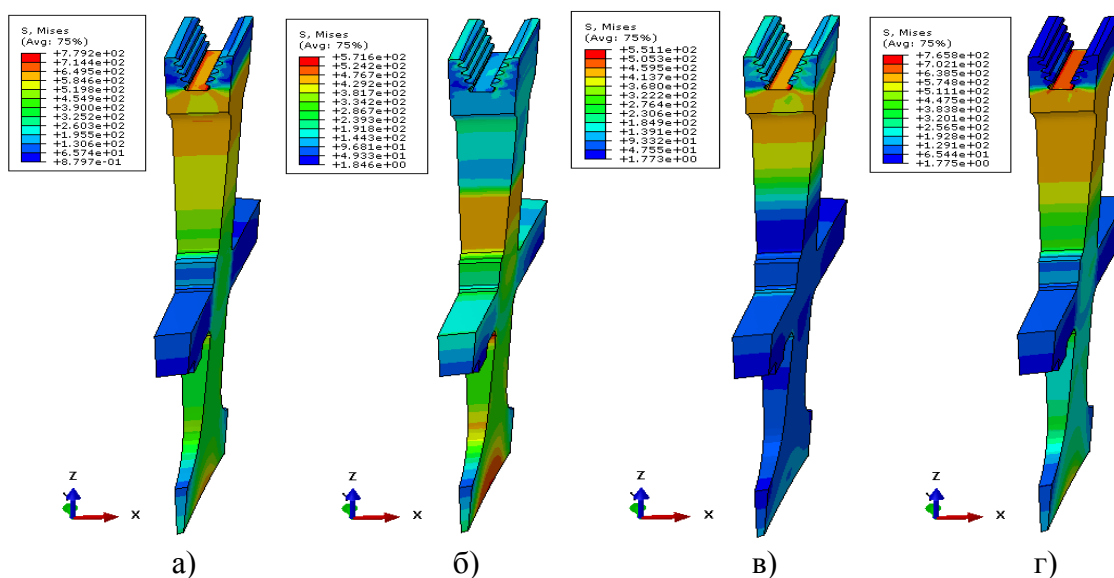 S, Mises
(Avg: 75%)
+7.792e+02
+7.144e+02
+6.495e+02
+5.846e+02
+5.198e+02
+4.549e+02
+3.900e+02
+3.252e+02
+2.603e+02
+1.955e+02
+1.306e+02
+6.574e+01
+8.797e-01
z
x
а)
S, Mises
(Avg: 75%)
+5.716e+02
+5.242e+02
+4.767e+02
+4.292e+02
+3.817e+02
+3.342e+02
+2.867e+02
+2.393e+02
+1.918e+02
+1.443e+02
+9.681e+01
+4.933e+01
+1.846e+00
z
x
б)
S, Mises
(Avg: 75%)
+5.511e+02
+5.053e+02
+4.595e+02
+4.137e+02
+3.680e+02
+3.222e+02
+2.764e+02
+2.306e+02
+1.849e+02
+1.391e+02
+9.332e+01
+4.755e+01
+1.773e+00
z
x
в)
S, Mises
(Avg: 75%)
+7.658e+02
+7.021e+02
+6.385e+02
+5.748e+02
+5.111e+02
+4.475e+02
+3.838e+02
+3.201e+02
+2.565e+02
+1.928e+02
+1.291e+02
+6.544e+01
+1.775e+00
z
x
г)